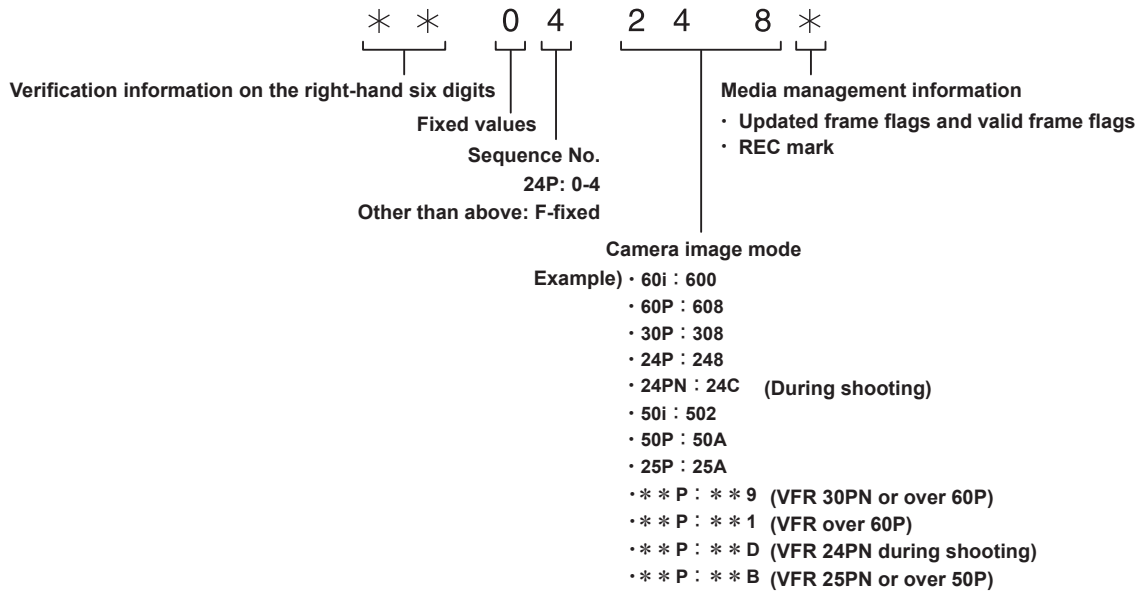 ＊ ＊ 0 4 2 4 8 ＊
Verification information on the right-hand six digits
Fixed values
Sequence No.
24P: 0-4
Other than above: F-fixed
Media management information
・ Updated frame flags and valid frame flags
・ REC mark
Camera image mode
Example)・60i：600
・60P：608
・30P：308
・24P：248
・24PN：24C (During shooting)
・50i：502
・50P：50A
・25P：25A
・＊＊P：＊＊9 (VFR 30PN or over 60P)
・＊＊P：＊＊1 (VFR over 60P)
・＊＊P：＊＊D (VFR 24PN during shooting)
・＊＊P：＊＊B (VFR 25PN or over 50P)